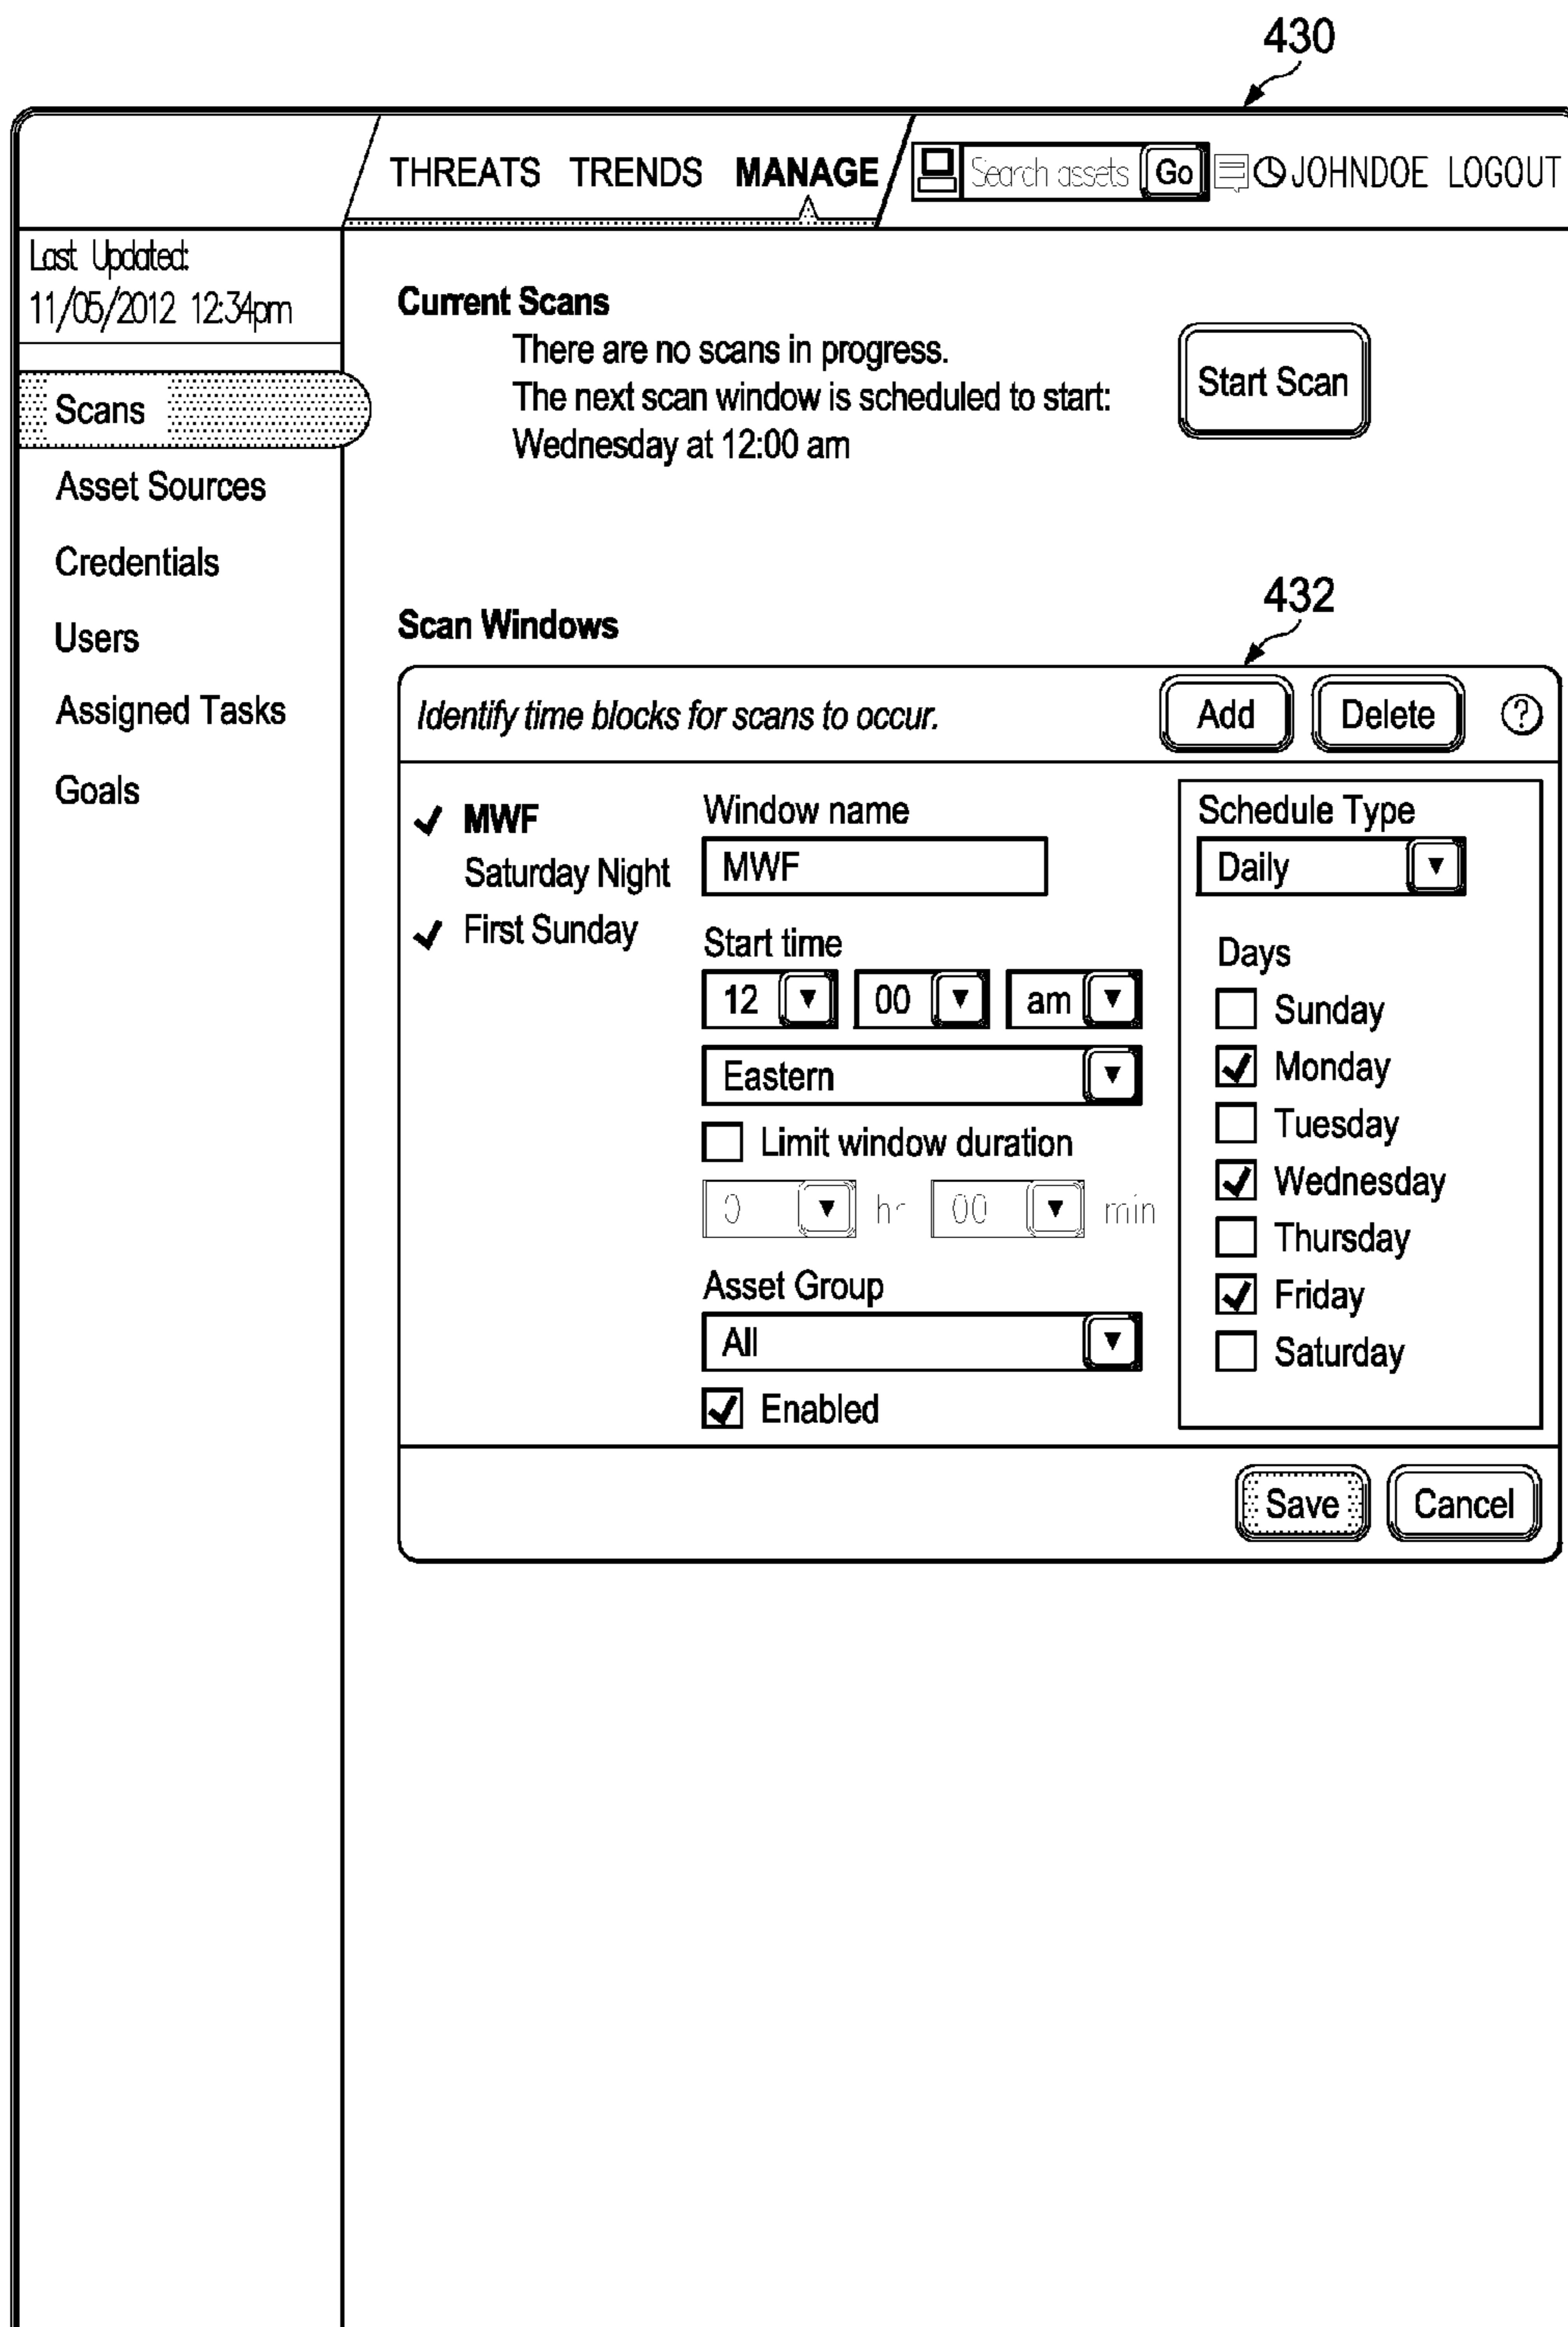 430
THREATS TRENDS MANAGE Search assets Go JOHNDOE LOGOUT
Last Updated:
11/05/2012 12:34pm
Scans
Asset Sources
Credentials
Users
Assigned Tasks
Goals
Current Scans
There are no scans in progress.
The next scan window is scheduled to start:
Wednesday at 12:00 am
Start Scan
Scan Windows
432
Identify time blocks for scans to occur. Add Delete ?
MWF
Saturday Night
First Sunday
Window name
MWF
Start time
12 00 am
Eastern
Limit window duration
0 hr 00 min
Asset Group
All
Enabled
Schedule Type
Daily
Days
Sunday
Monday
Tuesday
Wednesday
Thursday
Friday
Saturday
Save Cancel